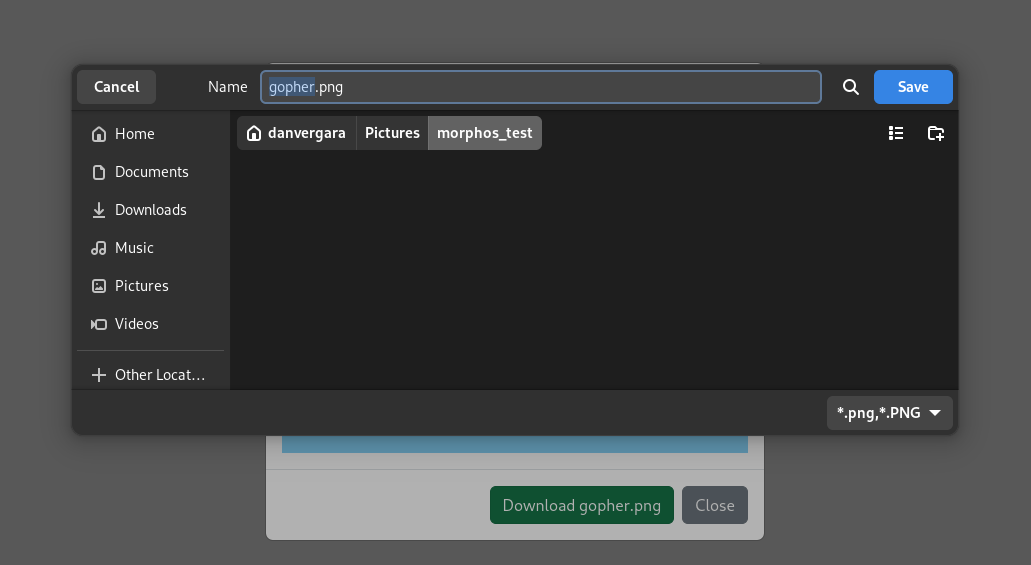 Cancel Name gopher.png Save
Home
Documents
Downloads
Music
Pictures
Videos
Other Locat...
danvergara Pictures morphos_test
*.png,*.PNG
Download gopher.png Close